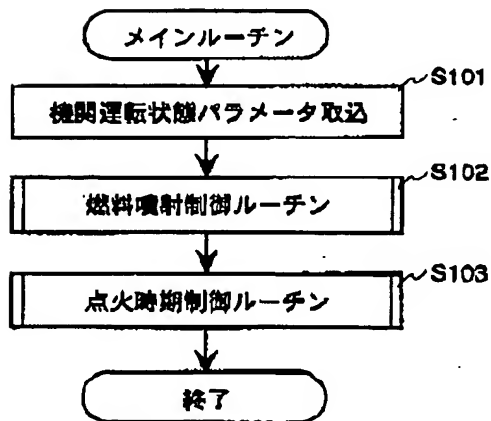 メインルーチン
S101
機関運転状態パラメータ取込
S102
燃料噴射制御ルーチン
S103
点火時期制御ルーチン
終了